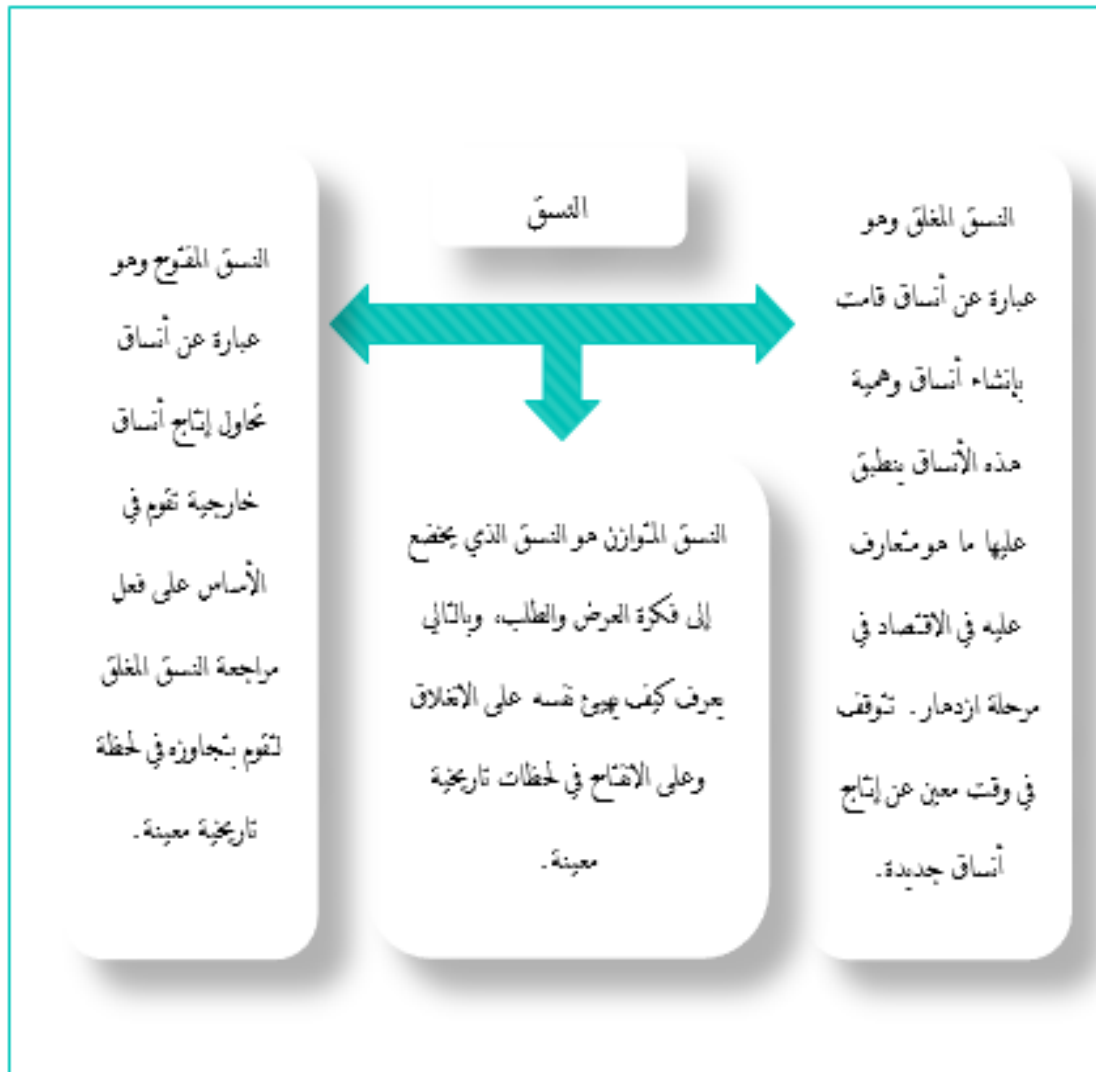 النسق
النسق المغلق وهو
عبارة عن أنساق قامت
بإنشاء أنساق وهمية
هذه الأنساق ينطبق
عليها ما هو متعارف
عليه في الاقتصاد في
مرحلة ازدهار. تتوقف
في وقت معين عن إنتاج
أنساق جديدة.
النسق المتوازن هو النسق الذي يخضع
إلى فكرة العرض والطلب، وبالتالي
يعرف كيف يهيئ نفسه على الانغلاق
وعلى الانفتاح في لحظات تاريخية
معينة.
النسق المفتوح وهو
عبارة عن أنساق
تحاول إنتاج أنساق
خارجية تقوم في
الأساس على فعل
مراجعة النسق المغلق
لتقوم بتجاوزه في لحظة
تاريخية معينة.